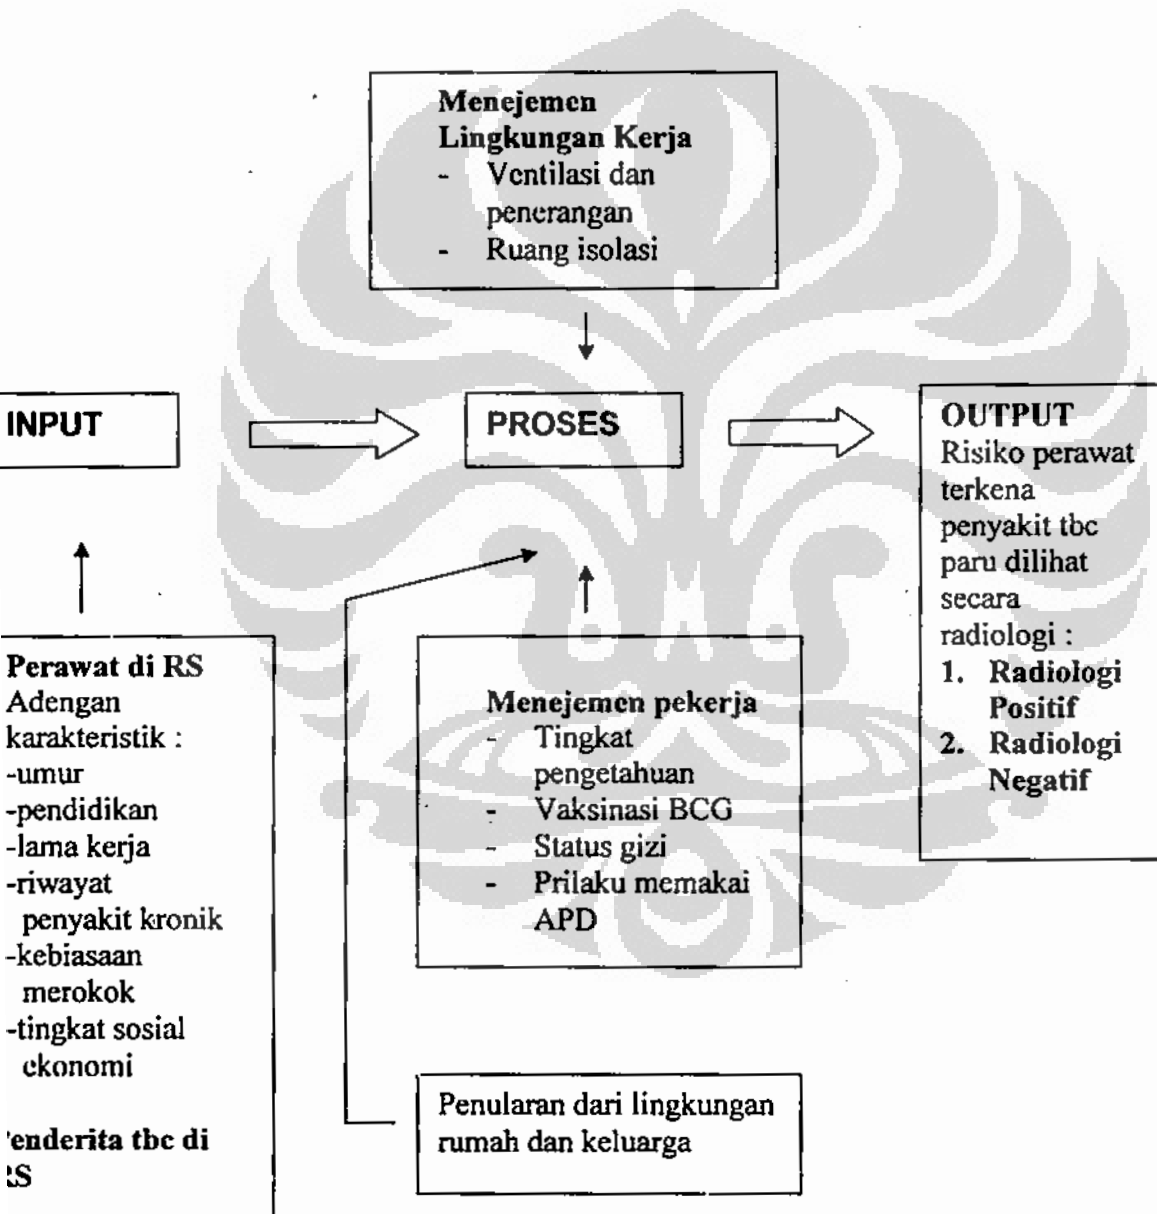 Menejemen
Lingkungan Kerja
- Ventilasi dan
penerangan
- Ruang isolasi
INPUT
PROSES
OUTPUT
Risiko perawat
terkena
penyakit tbc
paru dilihat
secara
radiologi :
1. Radiologi
Positif
2. Radiologi
Negatif
Perawat di RS
Adengan
karakteristik :
-umur
-pendidikan
-lama kerja
-riwayat
penyakit kronik
-kebiasaan
merokok
-tingkat sosial
ekonomi
enderita tbc di
S
Menejemen pekerja
- Tingkat
pengetahuan
- Vaksinasi BCG
- Status gizi
- Prilaku memakai
APD
Penularan dari lingkungan
rumah dan keluarga